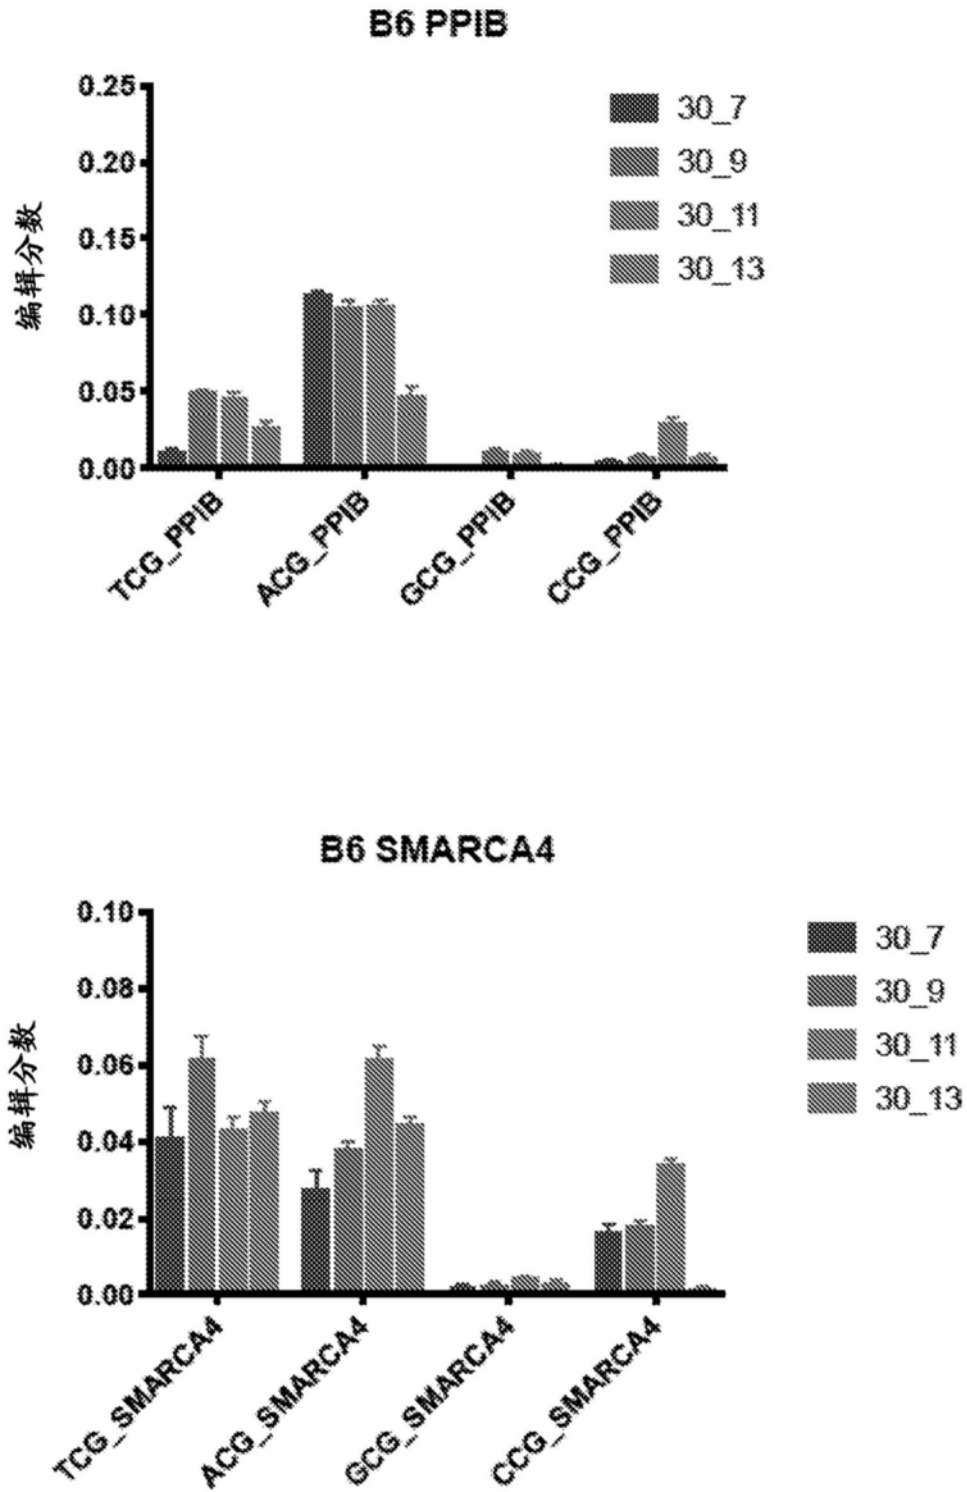 B6 PPIB
编辑分数
0.25
0.20
0.15
0.10
0.05
0.00
30_7
30_9
30_11
30_13
TCG_PPIB
ACG_PPIB
GCG_PPIB
CCG_PPIB
B6 SMARCA4
编辑分数
0.10
0.08
0.06
0.04
0.02
0.00
30_7
30_9
30_11
30_13
TCG_SMARCA4
ACG_SMARCA4
GCG_SMARCA4
CCG_SMARCA4